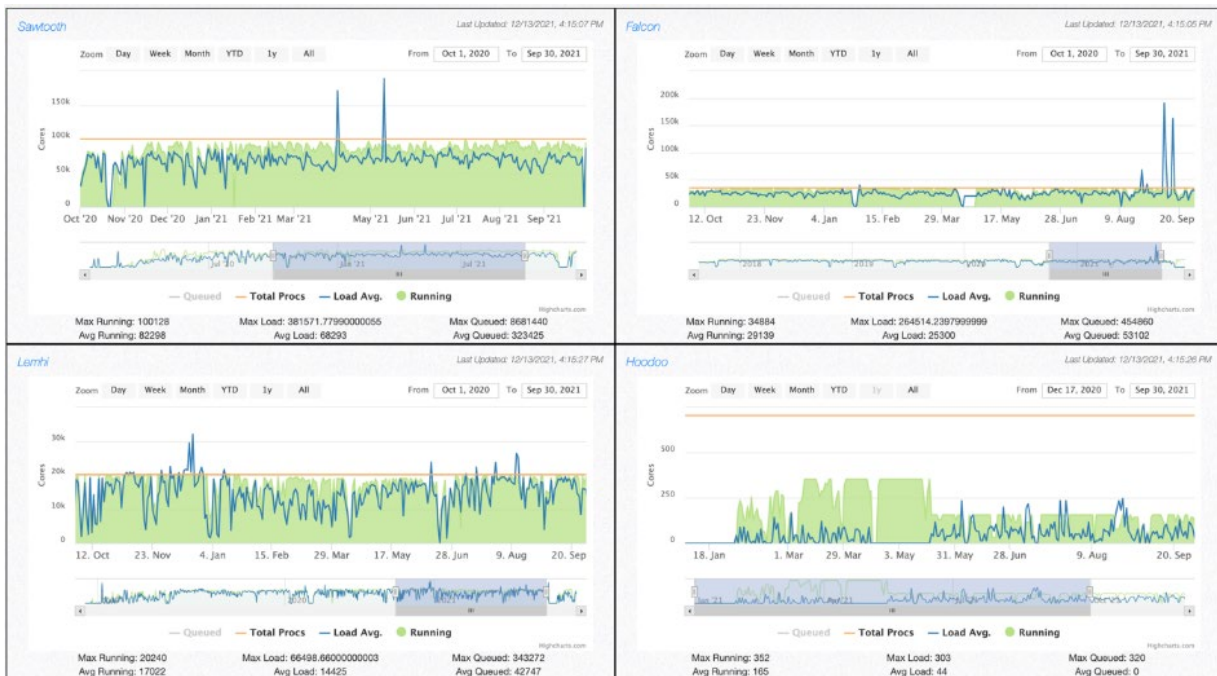 Sawtooth
Last Updated: 12/13/2021, 4:15:07 PM
Zoom Day Week Month YTD 1y All From Oct 1, 2020 To Sep 30, 2021
150k
100k
50k
0
Cores
Oct '20 Nov '20 Dec '20 Jan '21 Feb '21 Mar '21 May '21 Jun '21 Jul '21 Aug '21 Sep '21
Jul '20 Jan '21 Jul '21
Queued Total Procs Load Avg. Running
Highcharts.com
Max Running: 100128 Max Load: 381571.77990000055 Max Queued: 8681440
Avg Running: 82298 Avg Load: 68293 Avg Queued: 323425
Falcon
Last Updated: 12/13/2021, 4:15:05 PM
Zoom Day Week Month YTD 1y All From Oct 1, 2020 To Sep 30, 2021
200k
150k
100k
50k
0
Cores
12. Oct 23. Nov 4. Jan 15. Feb 29. Mar 17. May 28. Jun 9. Aug 20. Sep
2018 2019 2020 2021
Queued Total Procs Load Avg. Running
Highcharts.com
Max Running: 34884 Max Load: 264514.2397999999 Max Queued: 454860
Avg Running: 29139 Avg Load: 25300 Avg Queued: 53102
Lemhi
Last Updated: 12/13/2021, 4:15:27 PM
Zoom Day Week Month YTD 1y All From Oct 1, 2020 To Sep 30, 2021
30k
20k
10k
0
Cores
12. Oct 23. Nov 4. Jan 15. Feb 29. Mar 17. May 28. Jun 9. Aug 20. Sep
2020 2021
Queued Total Procs Load Avg. Running
Highcharts.com
Max Running: 20240 Max Load: 66498.66000000003 Max Queued: 343272
Avg Running: 17022 Avg Load: 14425 Avg Queued: 42747
Hoodoo
Last Updated: 12/13/2021, 4:15:26 PM
Zoom Day Week Month YTD 1y All From Dec 17, 2020 To Sep 30, 2021
500
250
0
Cores
18. Jan 1. Mar 29. Mar 3. May 31. May 28. Jun 9. Aug 20. Sep
Queued Total Procs Load Avg. Running
Highcharts.com
Max Running: 352 Max Load: 303 Max Queued: 320
Avg Running: 165 Avg Load: 44 Avg Queued: 0